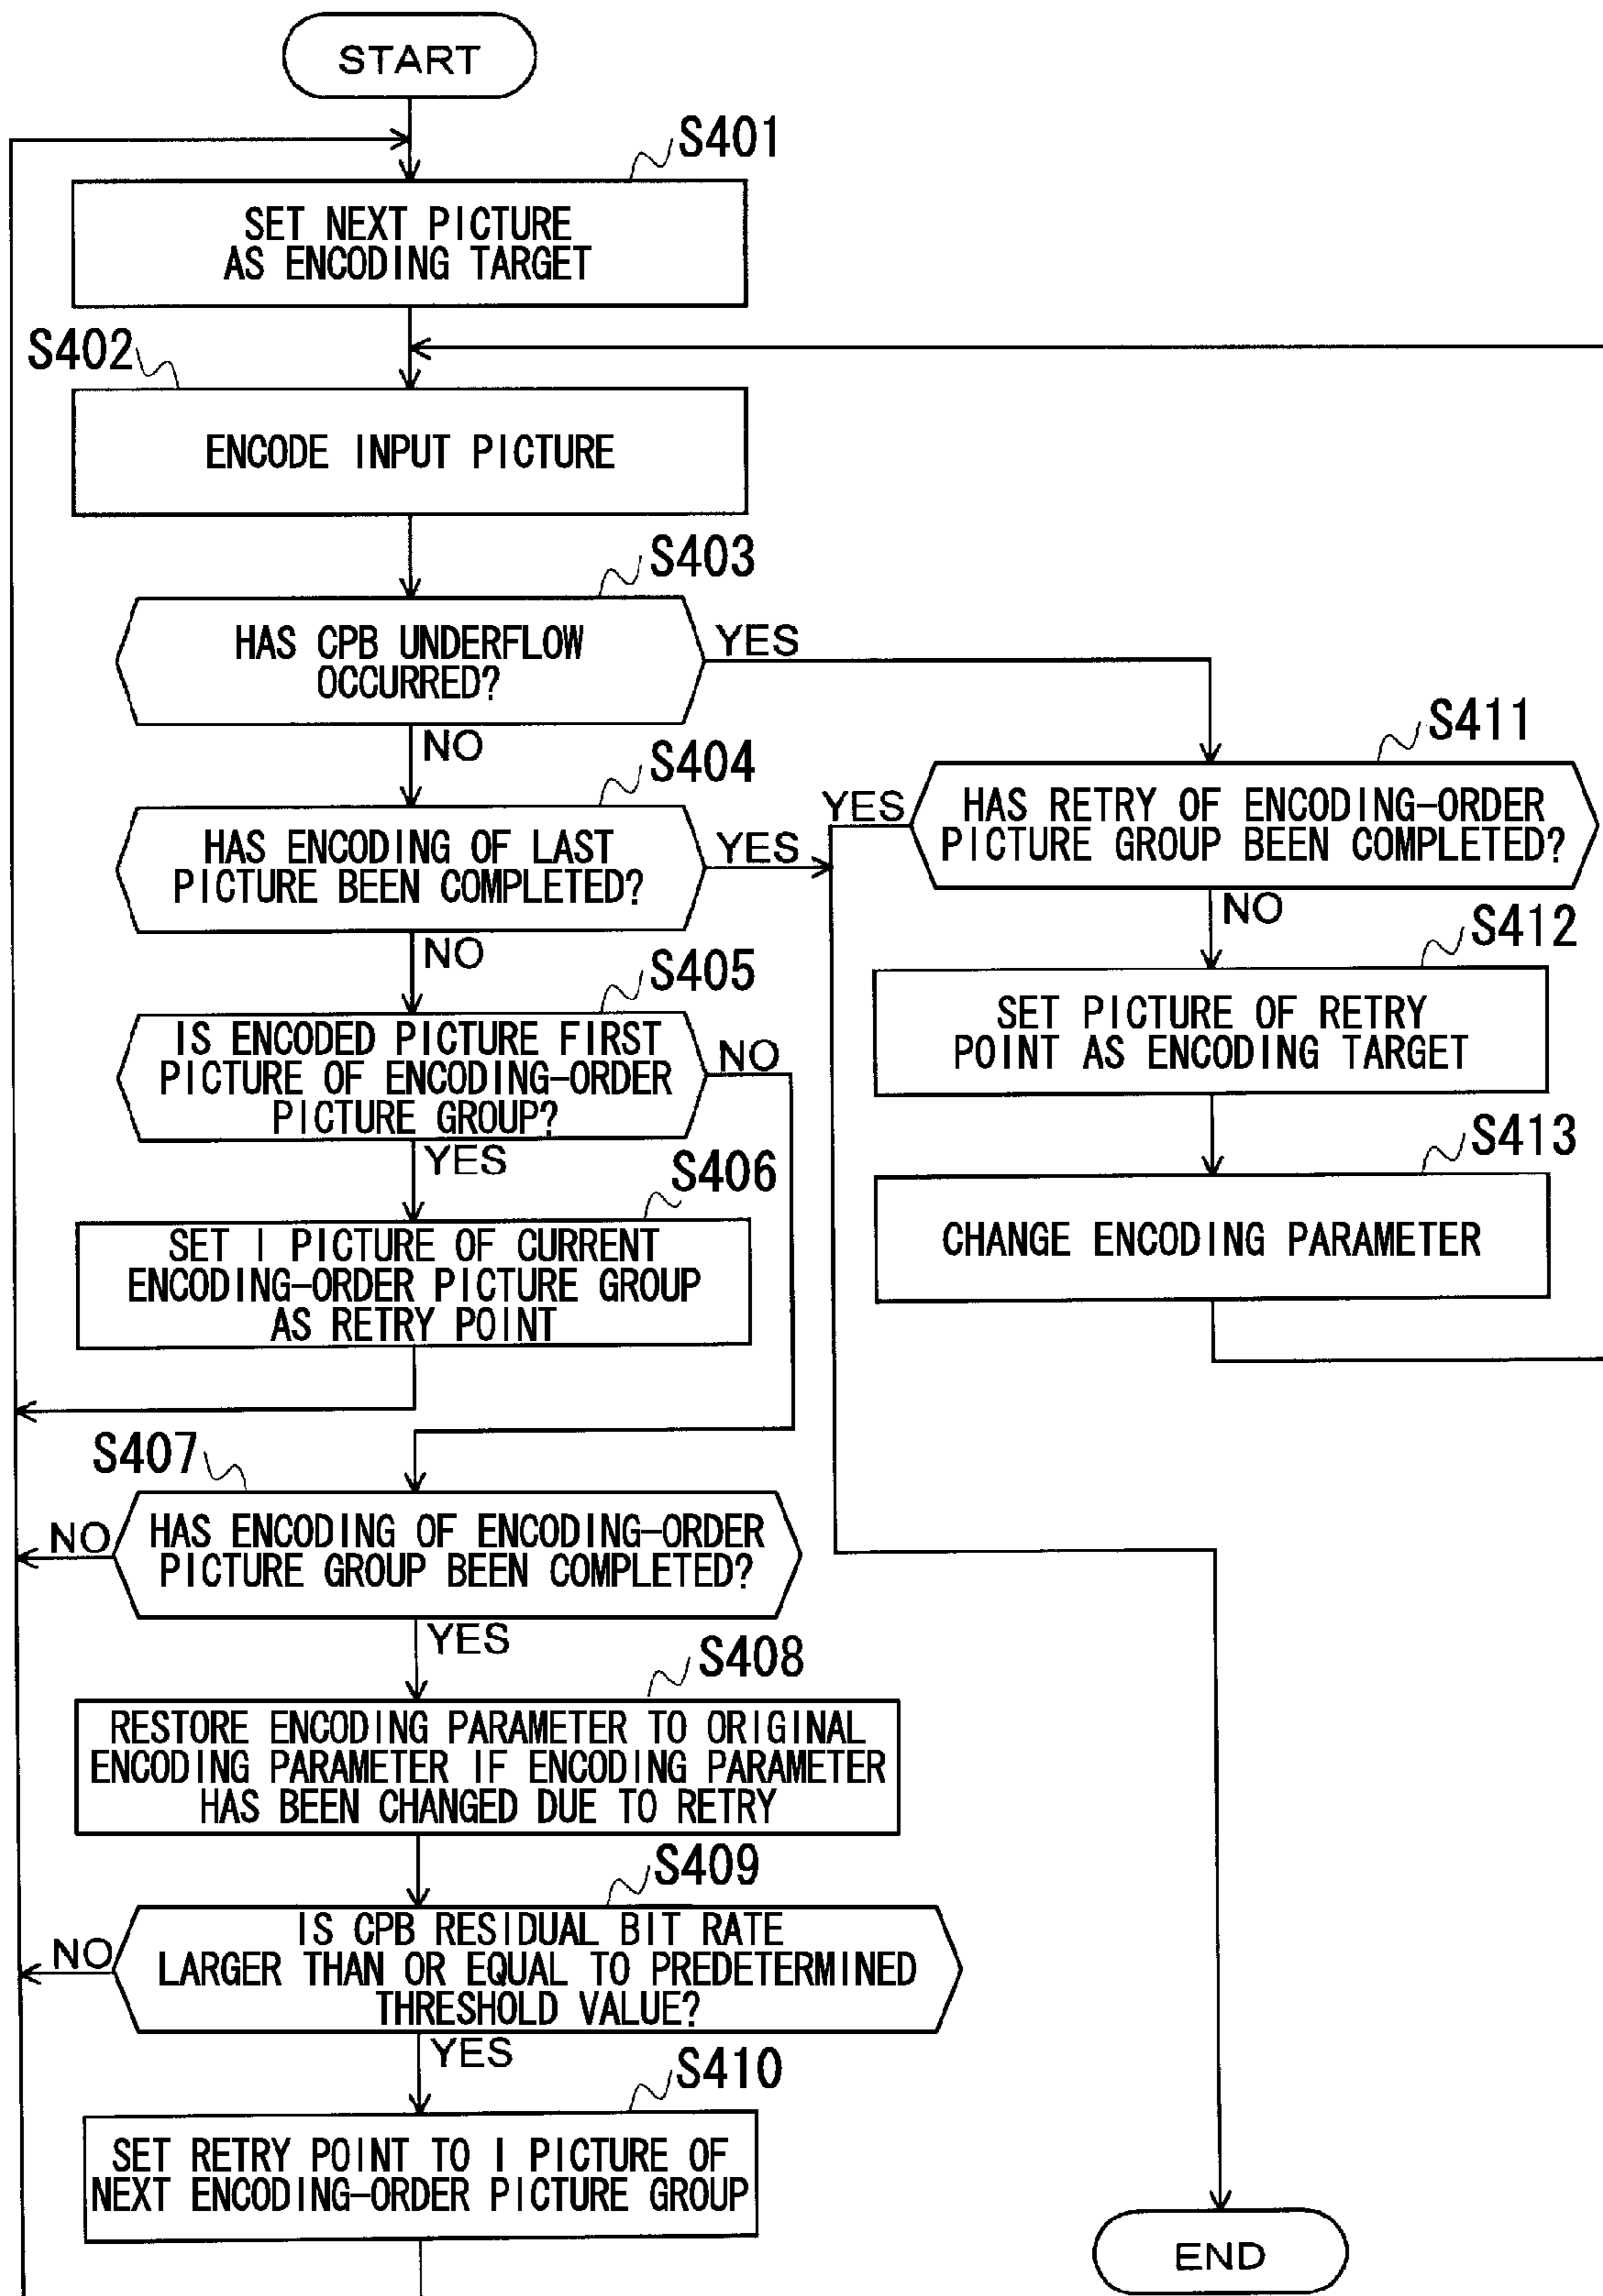 START
S401
SET NEXT PICTURE
AS ENCODING TARGET
S402
ENCODE INPUT PICTURE
S403
HAS CPB UNDERFLOW
OCCURRED?
YES
NO
S404
HAS ENCODING OF LAST
PICTURE BEEN COMPLETED?
YES
NO
S405
IS ENCODED PICTURE FIRST
PICTURE OF ENCODING-ORDER
PICTURE GROUP?
NO
YES
S406
SET I PICTURE OF CURRENT
ENCODING-ORDER PICTURE GROUP
AS RETRY POINT
S407
HAS ENCODING OF ENCODING-ORDER
PICTURE GROUP BEEN COMPLETED?
NO
YES
S408
RESTORE ENCODING PARAMETER TO ORIGINAL
ENCODING PARAMETER IF ENCODING PARAMETER
HAS BEEN CHANGED DUE TO RETRY
S409
IS CPB RESIDUAL BIT RATE
LARGER THAN OR EQUAL TO PREDETERMINED
THRESHOLD VALUE?
NO
YES
S410
SET RETRY POINT TO I PICTURE OF
NEXT ENCODING-ORDER PICTURE GROUP
S411
HAS RETRY OF ENCODING-ORDER
PICTURE GROUP BEEN COMPLETED?
YES
NO
S412
SET PICTURE OF RETRY
POINT AS ENCODING TARGET
S413
CHANGE ENCODING PARAMETER
END